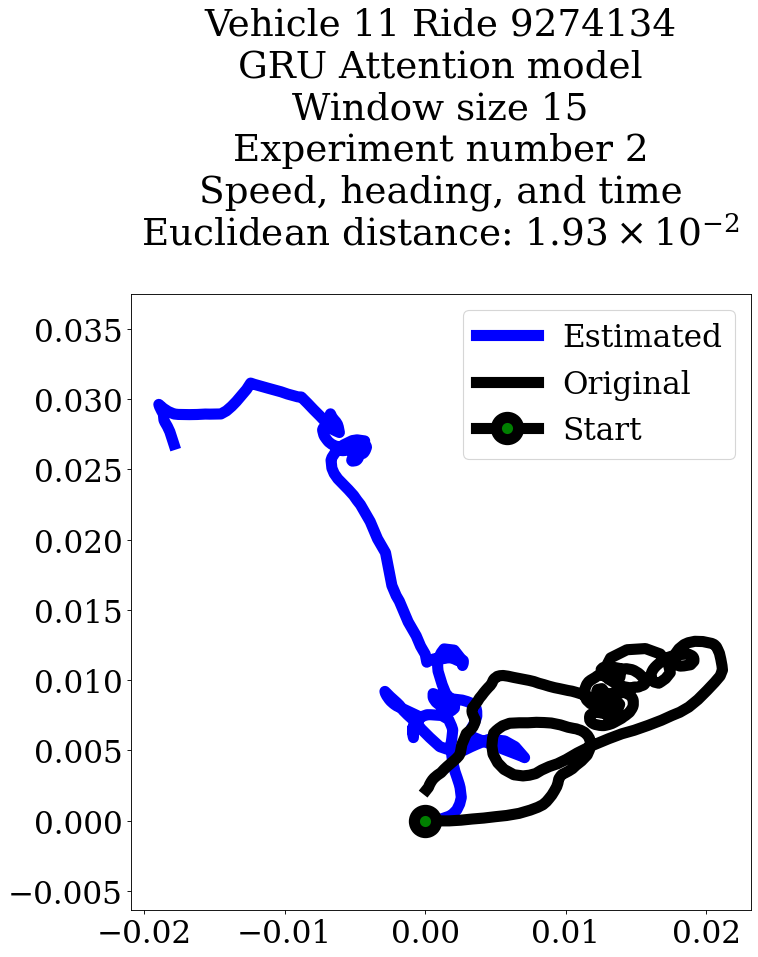 Vehicle 11 Ride 9274134
GRU Attention model
Window size 15
Experiment number 2
Speed, heading, and time
Euclidean distance: 1.93 × 10⁻²
Estimated
Original
Start
0.035
0.030
0.025
0.020
0.015
0.010
0.005
0.000
−0.005
−0.02 −0.01 0.00 0.01 0.02